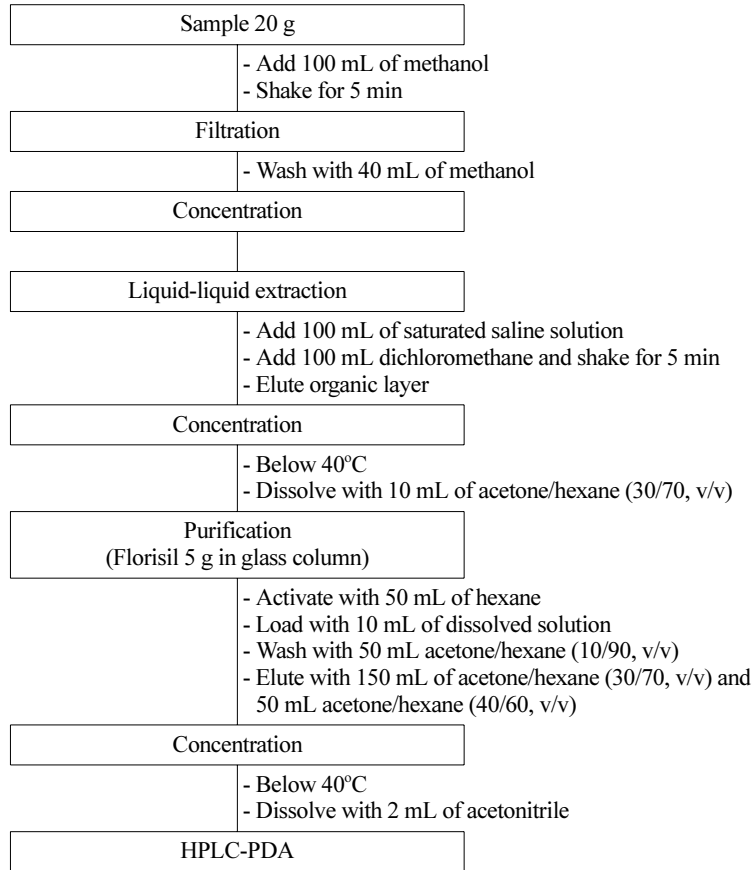 Sample 20 g
- Add 100 mL of methanol
- Shake for 5 min
Filtration
- Wash with 40 mL of methanol
Concentration
Liquid-liquid extraction
- Add 100 mL of saturated saline solution
- Add 100 mL dichloromethane and shake for 5 min
- Elute organic layer
Concentration
- Below 40°C
- Dissolve with 10 mL of acetone/hexane (30/70, v/v)
Purification
(Florisil 5 g in glass column)
- Activate with 50 mL of hexane
- Load with 10 mL of dissolved solution
- Wash with 50 mL acetone/hexane (10/90, v/v)
- Elute with 150 mL of acetone/hexane (30/70, v/v) and
50 mL acetone/hexane (40/60, v/v)
Concentration
- Below 40°C
- Dissolve with 2 mL of acetonitrile
HPLC-PDA